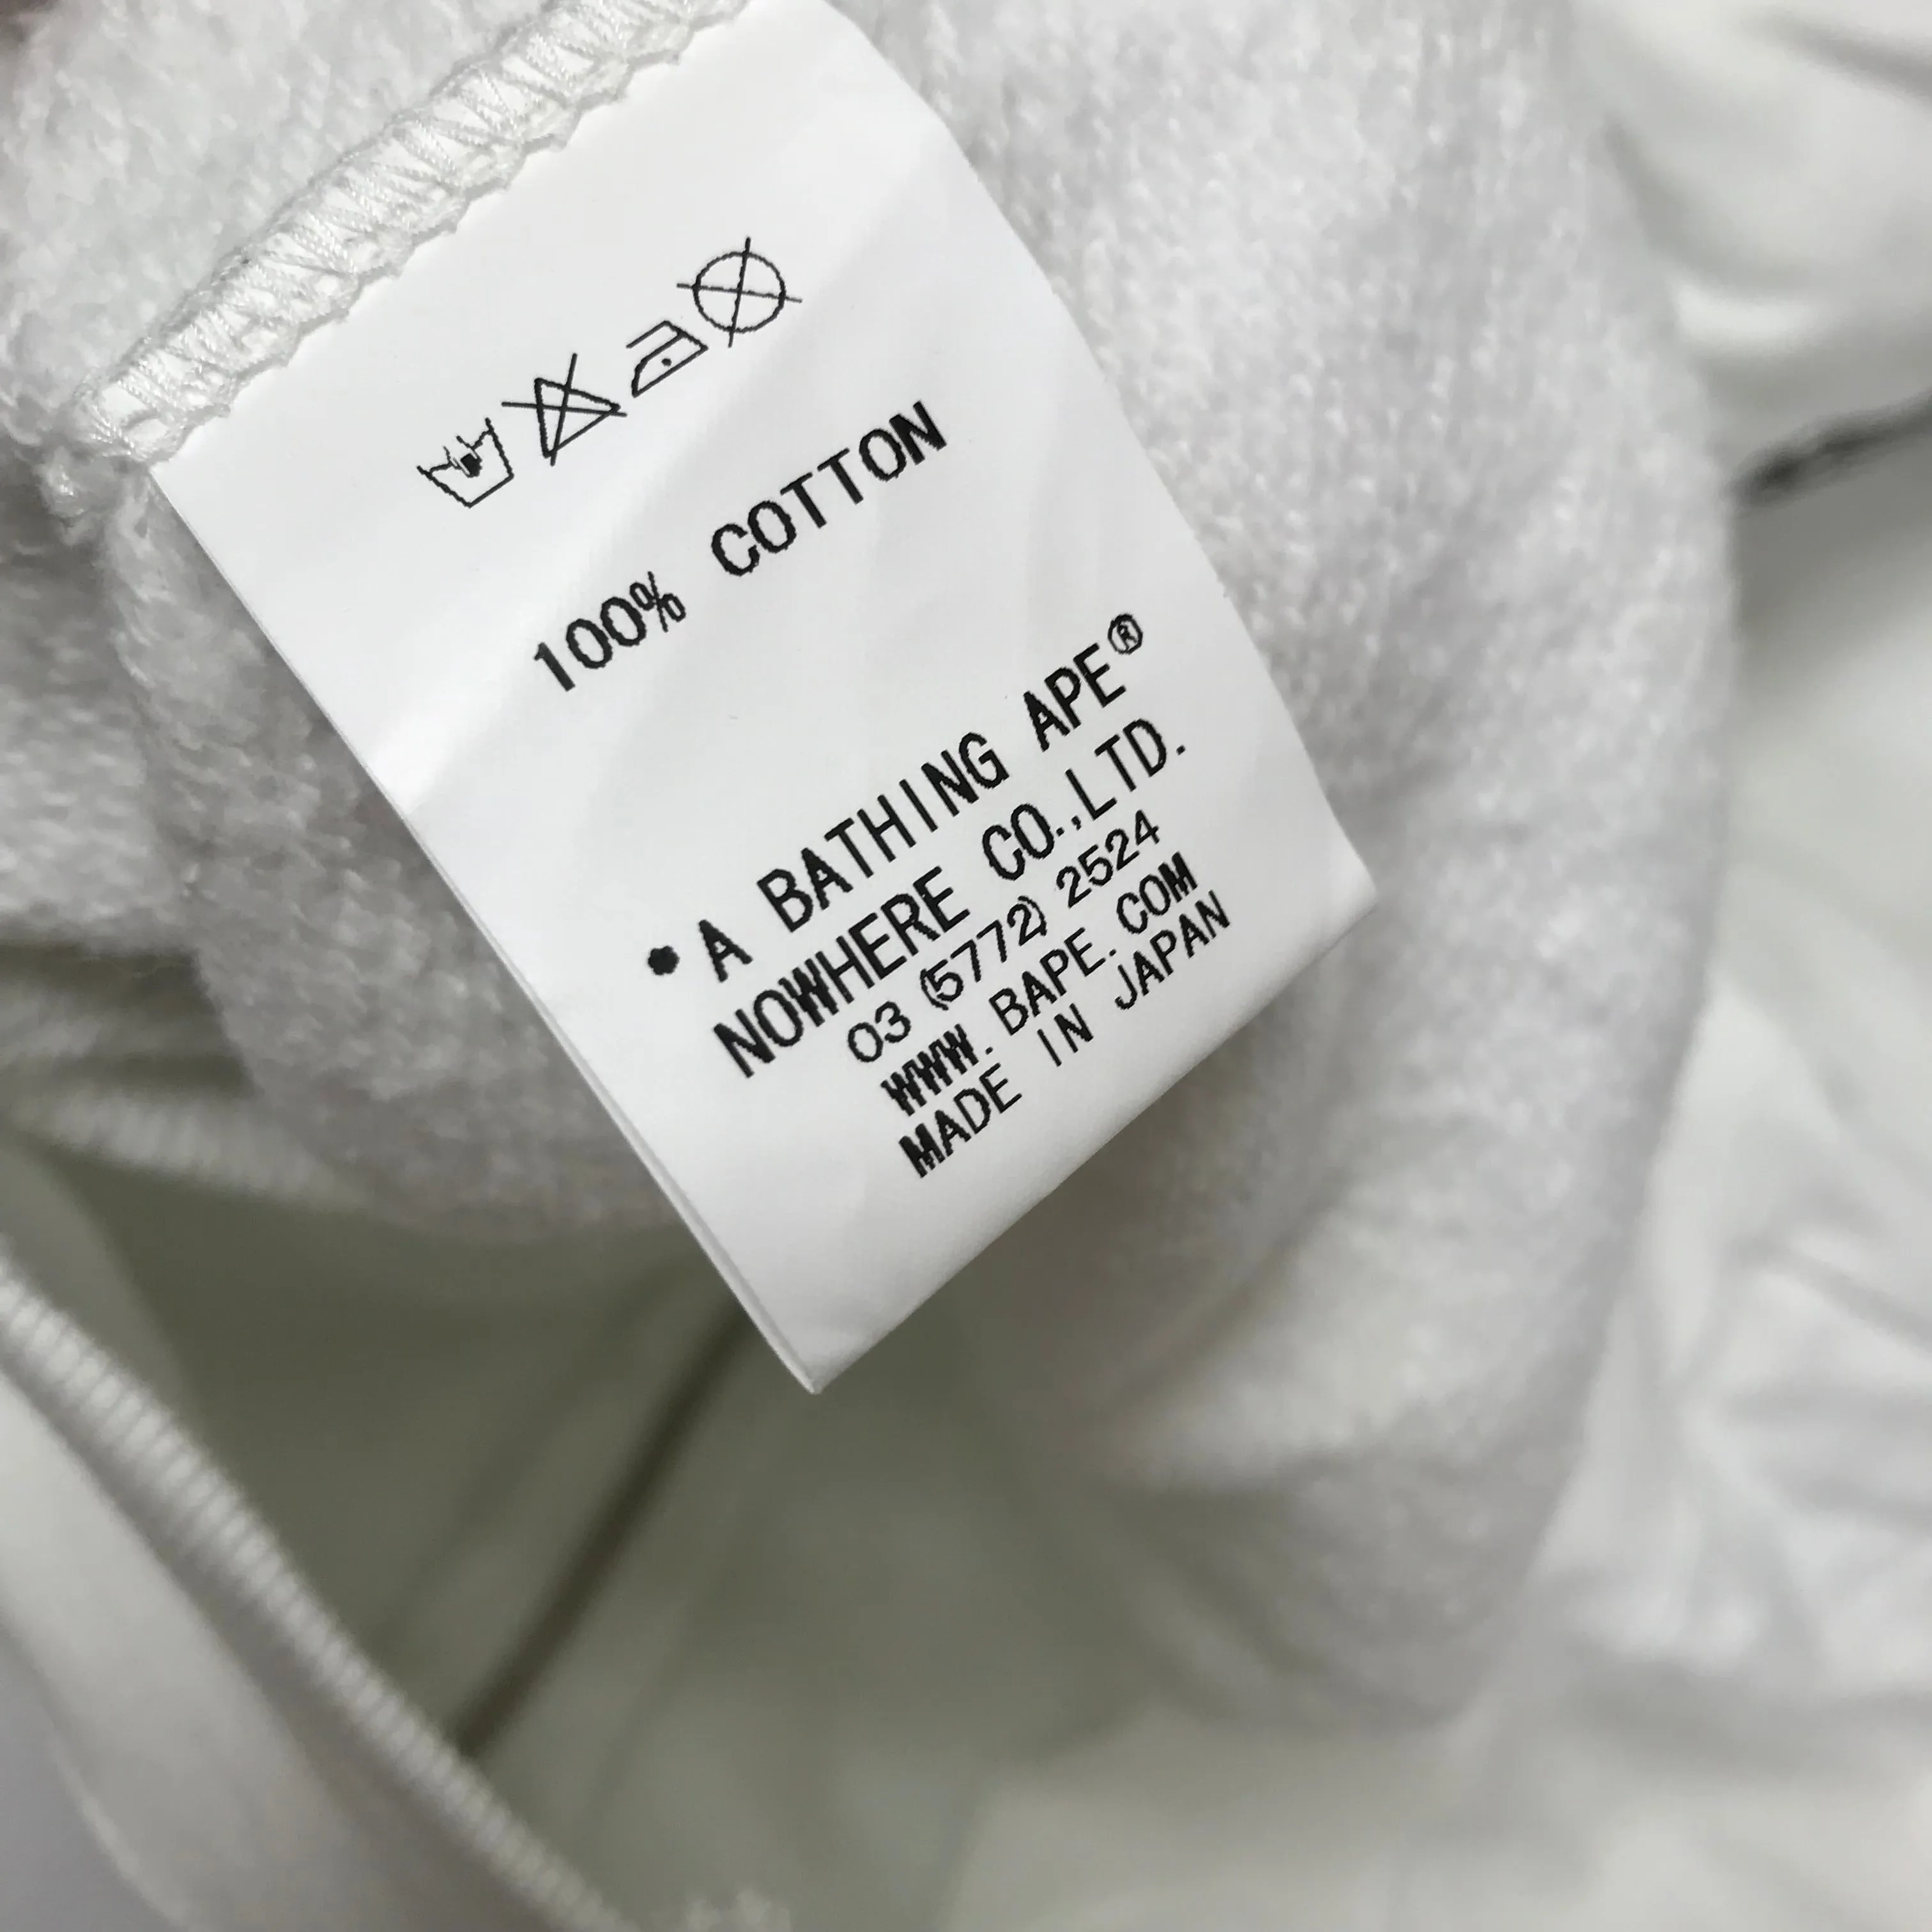 100% COTTON
•A BATHING APE®
NOWHERE CO.,LTD.
03 (5772) 2524
WWW. BAPE. COM
MADE IN JAPAN